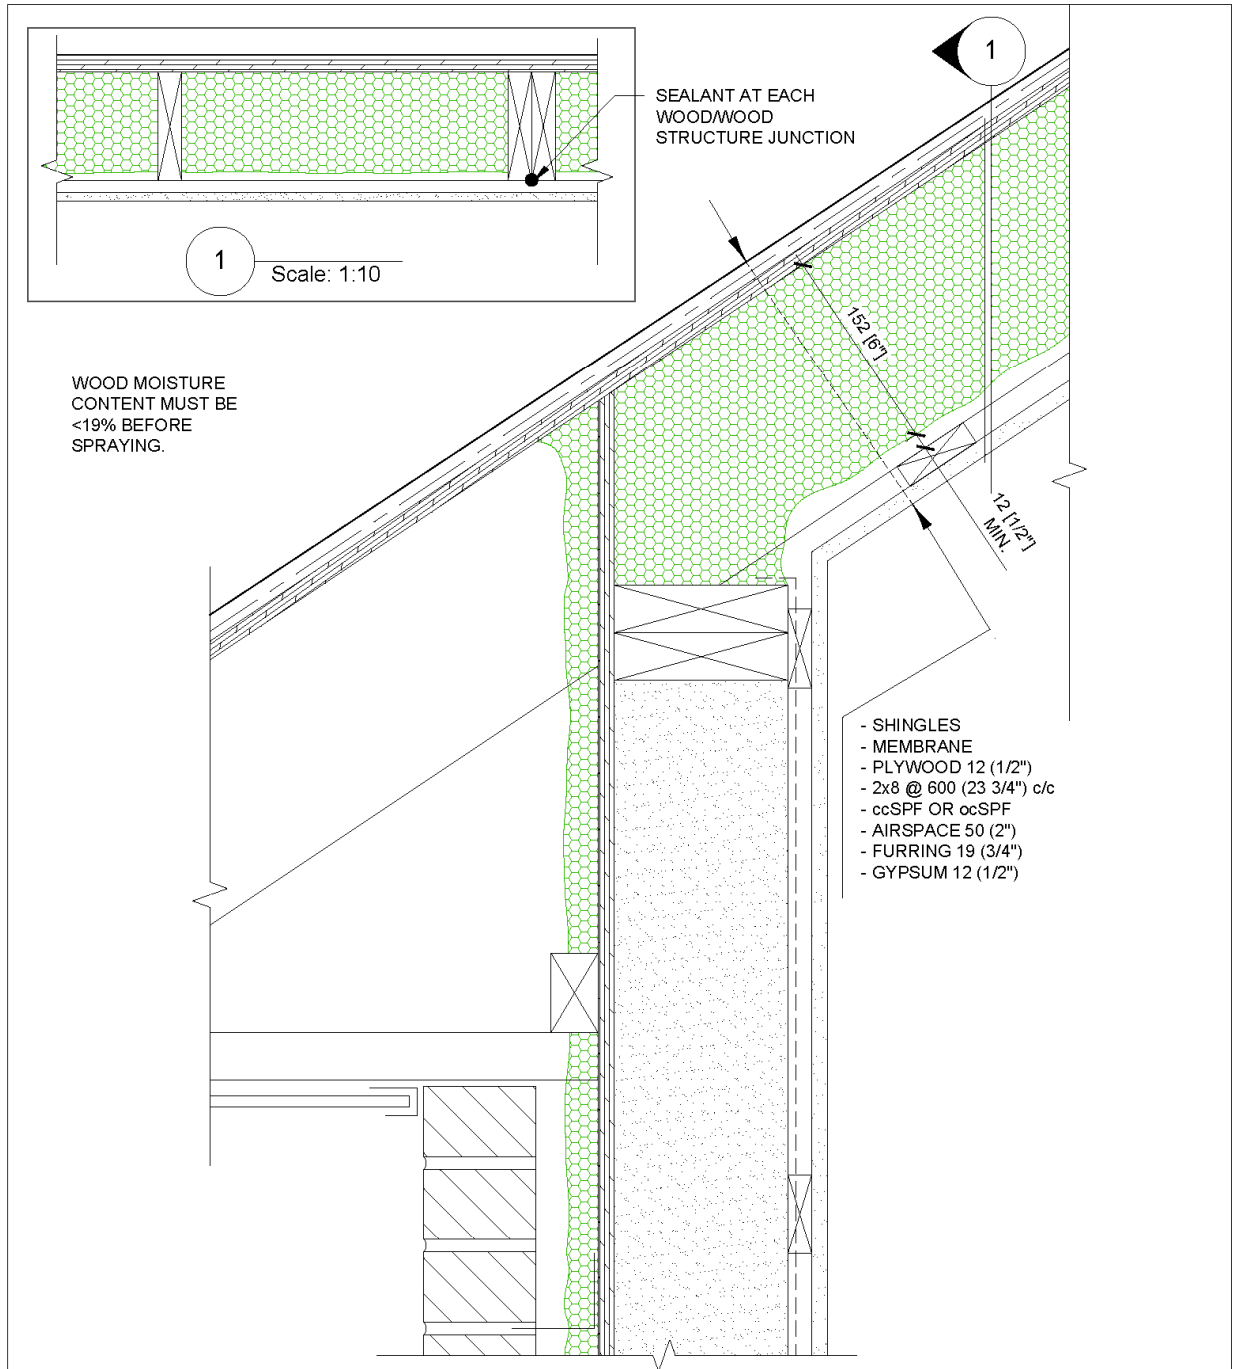 1
SEALANT AT EACH
WOOD/WOOD
STRUCTURE JUNCTION
1
Scale: 1:10
152 [6"]
WOOD MOISTURE
CONTENT MUST BE
<19% BEFORE
SPRAYING.
12 [1/2"]
MIN.
- SHINGLES
- MEMBRANE
- PLYWOOD 12 (1/2")
- 2x8 @ 600 (23 3/4") c/c
- ccSPF OR ocSPF
- AIRSPACE 50 (2")
- FURRING 19 (3/4")
- GYPSUM 12 (1/2")